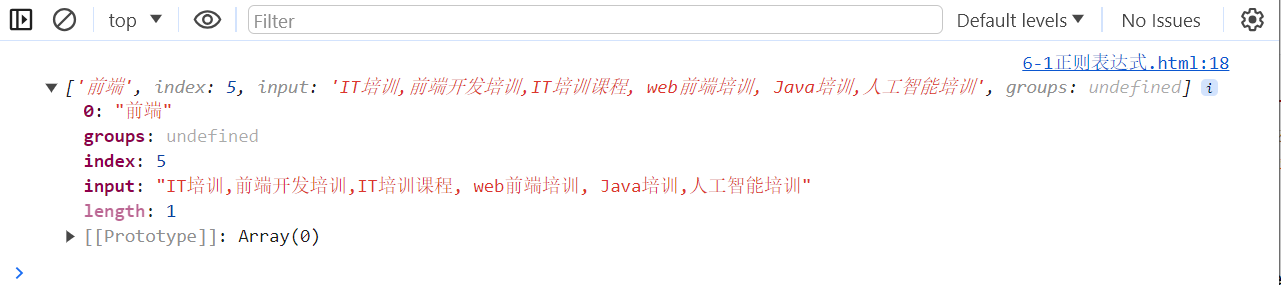 top ▼ Filter Default levels ▼ No Issues
6-1正则表达式.html:18
▼ ['前端', index: 5, input: 'IT培训,前端开发培训,IT培训课程, web前端培训, Java培训,人工智能培训', groups: undefined] i
0: "前端"
groups: undefined
index: 5
input: "IT培训,前端开发培训,IT培训课程, web前端培训, Java培训,人工智能培训"
length: 1
▶ [[Prototype]]: Array(0)
>